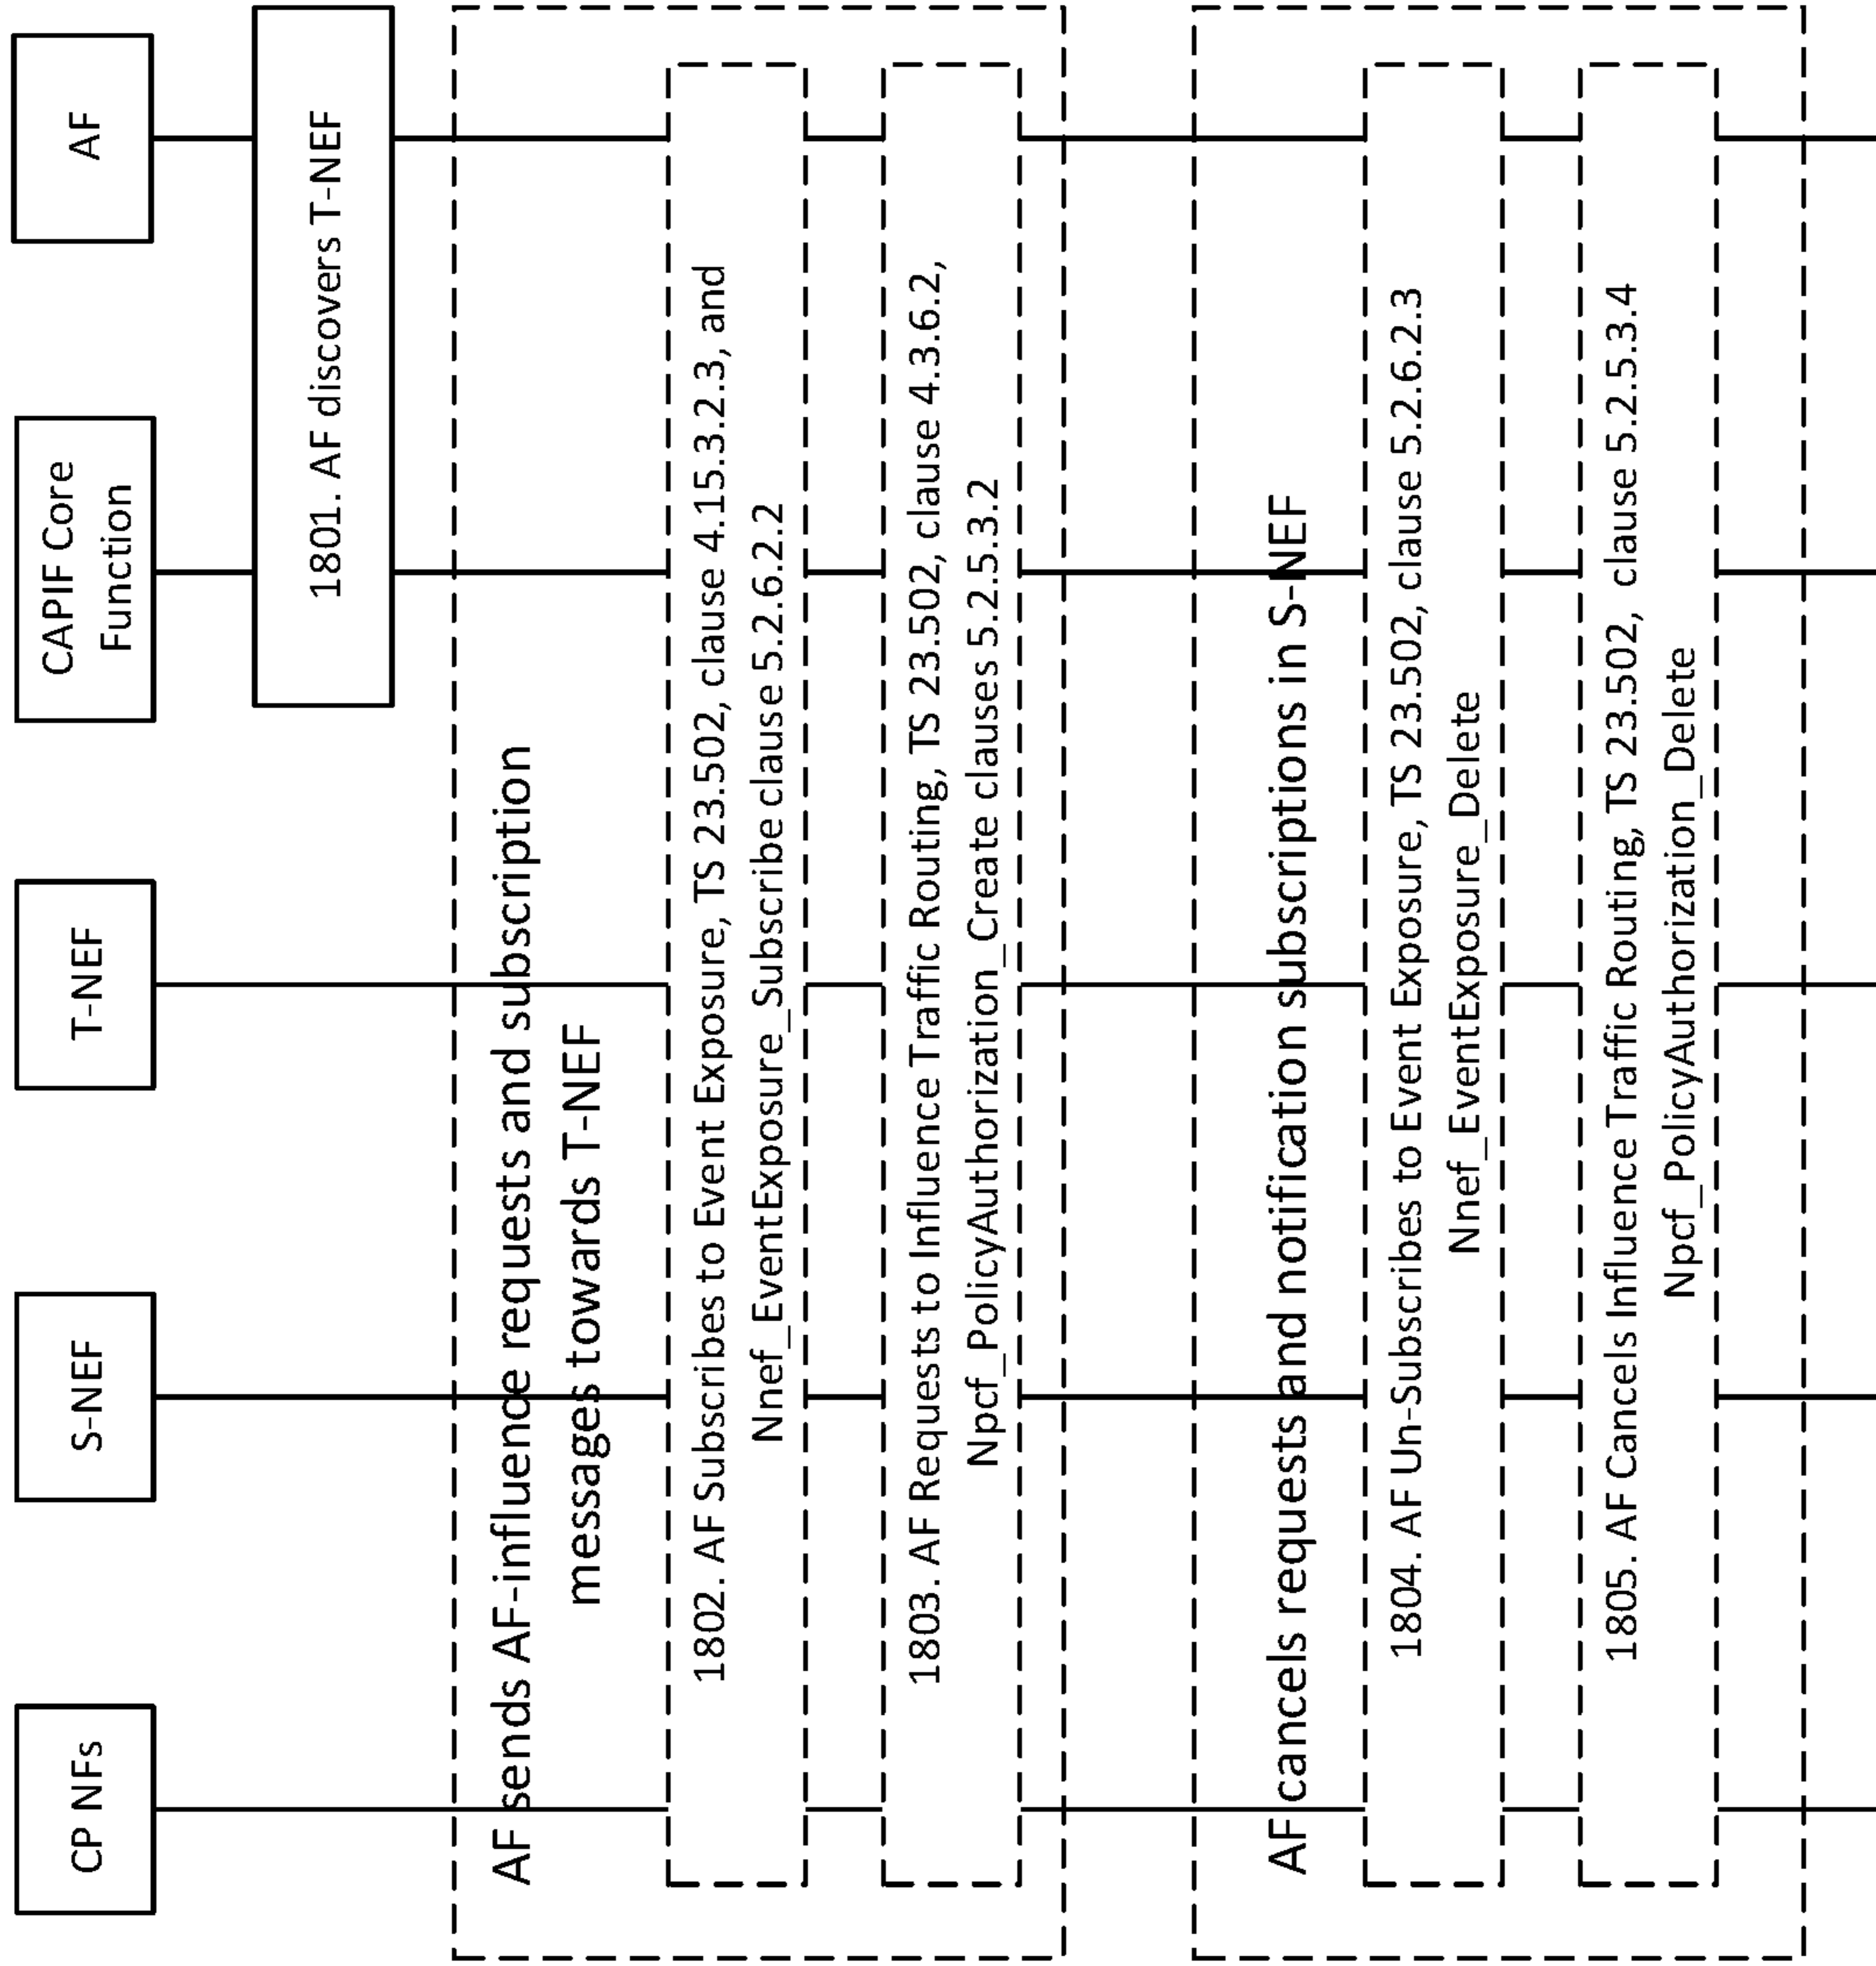 CP NFs
S-NEF
T-NEF
CAPIF Core
Function
AF
1801. AF discovers T-NEF
AF sends AF-influence requests and subscription
messages towards T-NEF
1802. AF Subscribes to Event Exposure, TS 23.502, clause 4.15.3.2.3, and
Nnef_EventExposure_Subscribe clause 5.2.6.2.2
1803. AF Requests to Influence Traffic Routing, TS 23.502, clause 4.3.6.2,
Npcf_PolicyAuthorization_Create clauses 5.2.5.3.2
AF cancels requests and notification subscriptions in S-NEF
1804. AF Un-Subscribes to Event Exposure, TS 23.502, clause 5.2.6.2.3
Nnef_EventExposure_Delete
1805. AF Cancels Influence Traffic Routing, TS 23.502, clause 5.2.5.3.4
Npcf_PolicyAuthorization_Delete